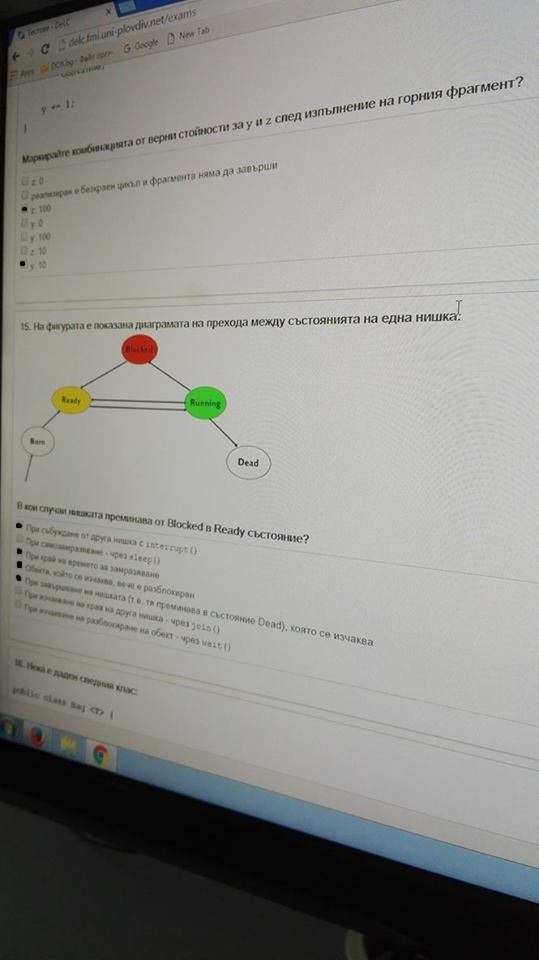 Тестове - DeLC
delc.fmi.uni-plovdiv.net/exams
Apps DOX.bg - Файл орга Google New Tab
y += 1;
}
Маркирайте комбинацията от верни стойности за y и z след изпълнение на горния фрагмент?
z: 0
реализиран е безкраен цикъл и фрагмента няма да завърши
z: 100
y: 0
y: 100
z: 10
y: 10
15. На фигурата е показана диаграмата на прехода между състоянията на една нишка:
Blocked
Ready
Running
Born
Dead
В кои случаи нишката преминава от Blocked в Ready състояние?
При събуждане от друга нишка с interrupt()
При самозамразяване - чрез sleep()
При край на времето за замразяване
Обекта, който се изчаква, вече е разблокиран
При завършване на нишката (т.е. тя преминава в състояние Dead), която се изчаква
При изчакване на края на друга нишка - чрез join()
При изчакване на разблокиране на обект - чрез wait()
16. Нека е даден следния клас:
public class Bag <T> {